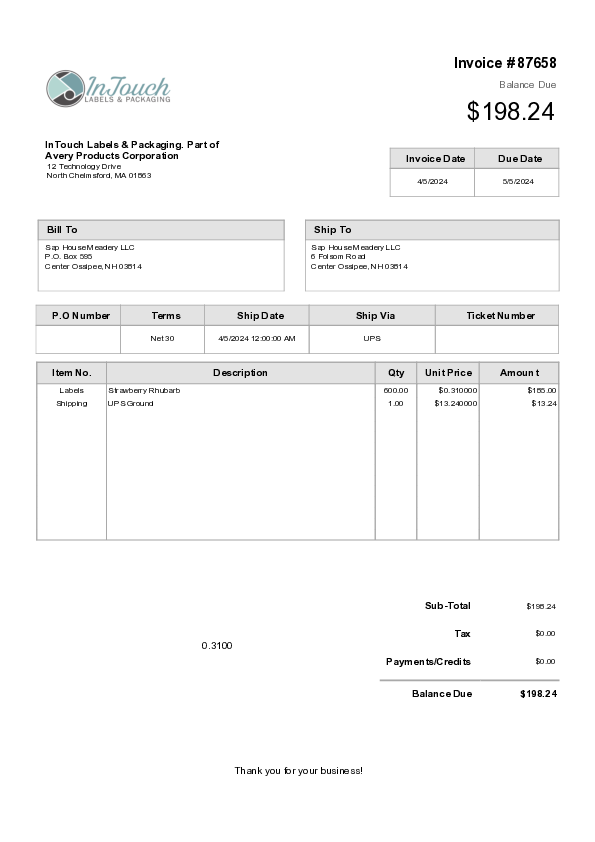 Invoice #87658
Balance Due
$198.24
InTouch
LABELS & PACKAGING
InTouch Labels & Packaging. Part of
Avery Products Corporation
12 Technology Drive
North Chelmsford, MA 01863
Invoice Date Due Date
4/5/2024 5/5/2024
Bill To
Sap House Meadery LLC
P.O. Box 595
Center Ossipee, NH 03814
Ship To
Sap House Meadery LLC
6 Folsom Road
Center Ossipee, NH 03814
P.O Number Terms Ship Date Ship Via Ticket Number
Net 30 4/5/2024 12:00:00 AM UPS
Item No. Description Qty Unit Price Amount
Labels Strawberry Rhubarb 600.00 $0.310000 $185.00
Shipping UPS Ground 1.00 $13.240000 $13.24
Sub-Total $198.24
Tax $0.00
0.3100
Payments/Credits $0.00
Balance Due $198.24
Thank you for your business!